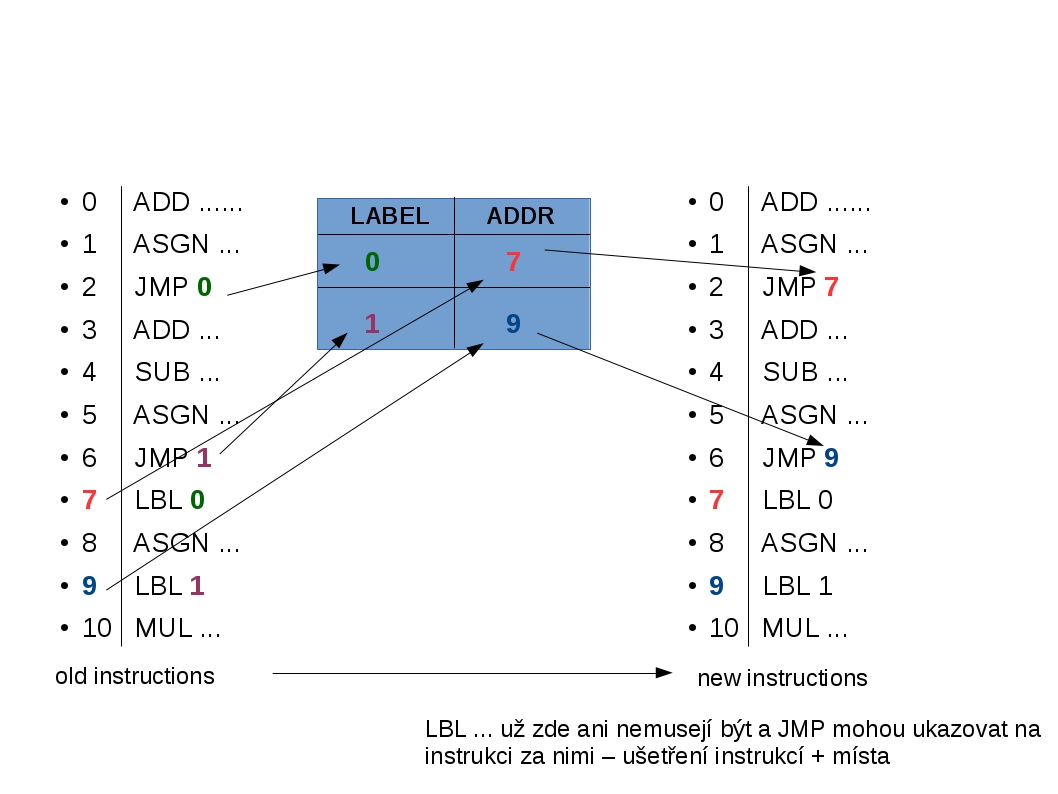 • 0 ADD ......
• 1 ASGN ...
• 2 JMP 0
• 3 ADD ...
• 4 SUB ...
• 5 ASGN ...
• 6 JMP 1
• 7 LBL 0
• 8 ASGN ...
• 9 LBL 1
• 10 MUL ...
old instructions
LABEL ADDR
0 7
1 9
• 0 ADD ......
• 1 ASGN ...
• 2 JMP 7
• 3 ADD ...
• 4 SUB ...
• 5 ASGN ...
• 6 JMP 9
• 7 LBL 0
• 8 ASGN ...
• 9 LBL 1
• 10 MUL ...
new instructions
LBL ... už zde ani nemusejí být a JMP mohou ukazovat na
instrukci za nimi – ušetření instrukcí + místa